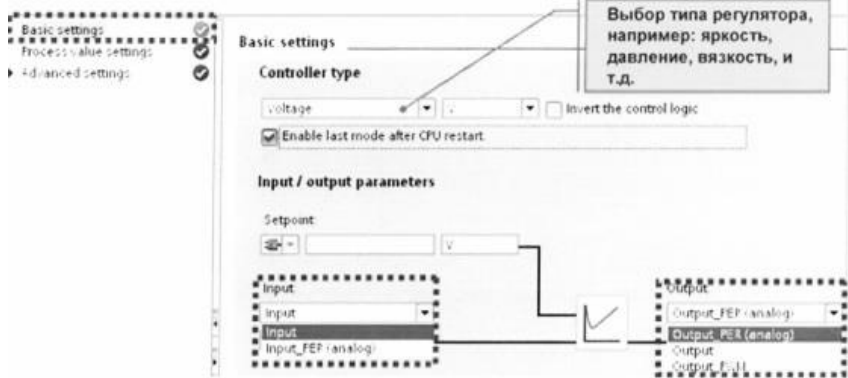 Basic settings
Process value settings
Advanced settings
Basic settings
Выбор типа регулятора,
например: яркость,
давление, вязкость, и
т.д.
Controller type
Voltage
V
Invert the control logic
Enable last mode after CPU restart
Input / output parameters
Setpoint:
V
Input:
Input
Input
Input_PER (analog)
Output:
Output_PER (analog)
Output_PER (analog)
Output
Output_PWM